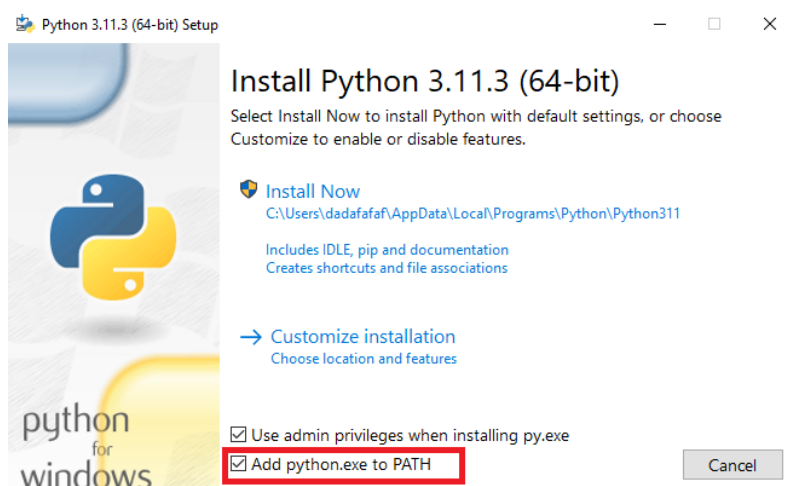 Python 3.11.3 (64-bit) Setup
Install Python 3.11.3 (64-bit)
Select Install Now to install Python with default settings, or choose
Customize to enable or disable features.
Install Now
C:\Users\dadafafaf\AppData\Local\Programs\Python\Python311
Includes IDLE, pip and documentation
Creates shortcuts and file associations
→ Customize installation
Choose location and features
python
for
windows
Use admin privileges when installing py.exe
Add python.exe to PATH
Cancel